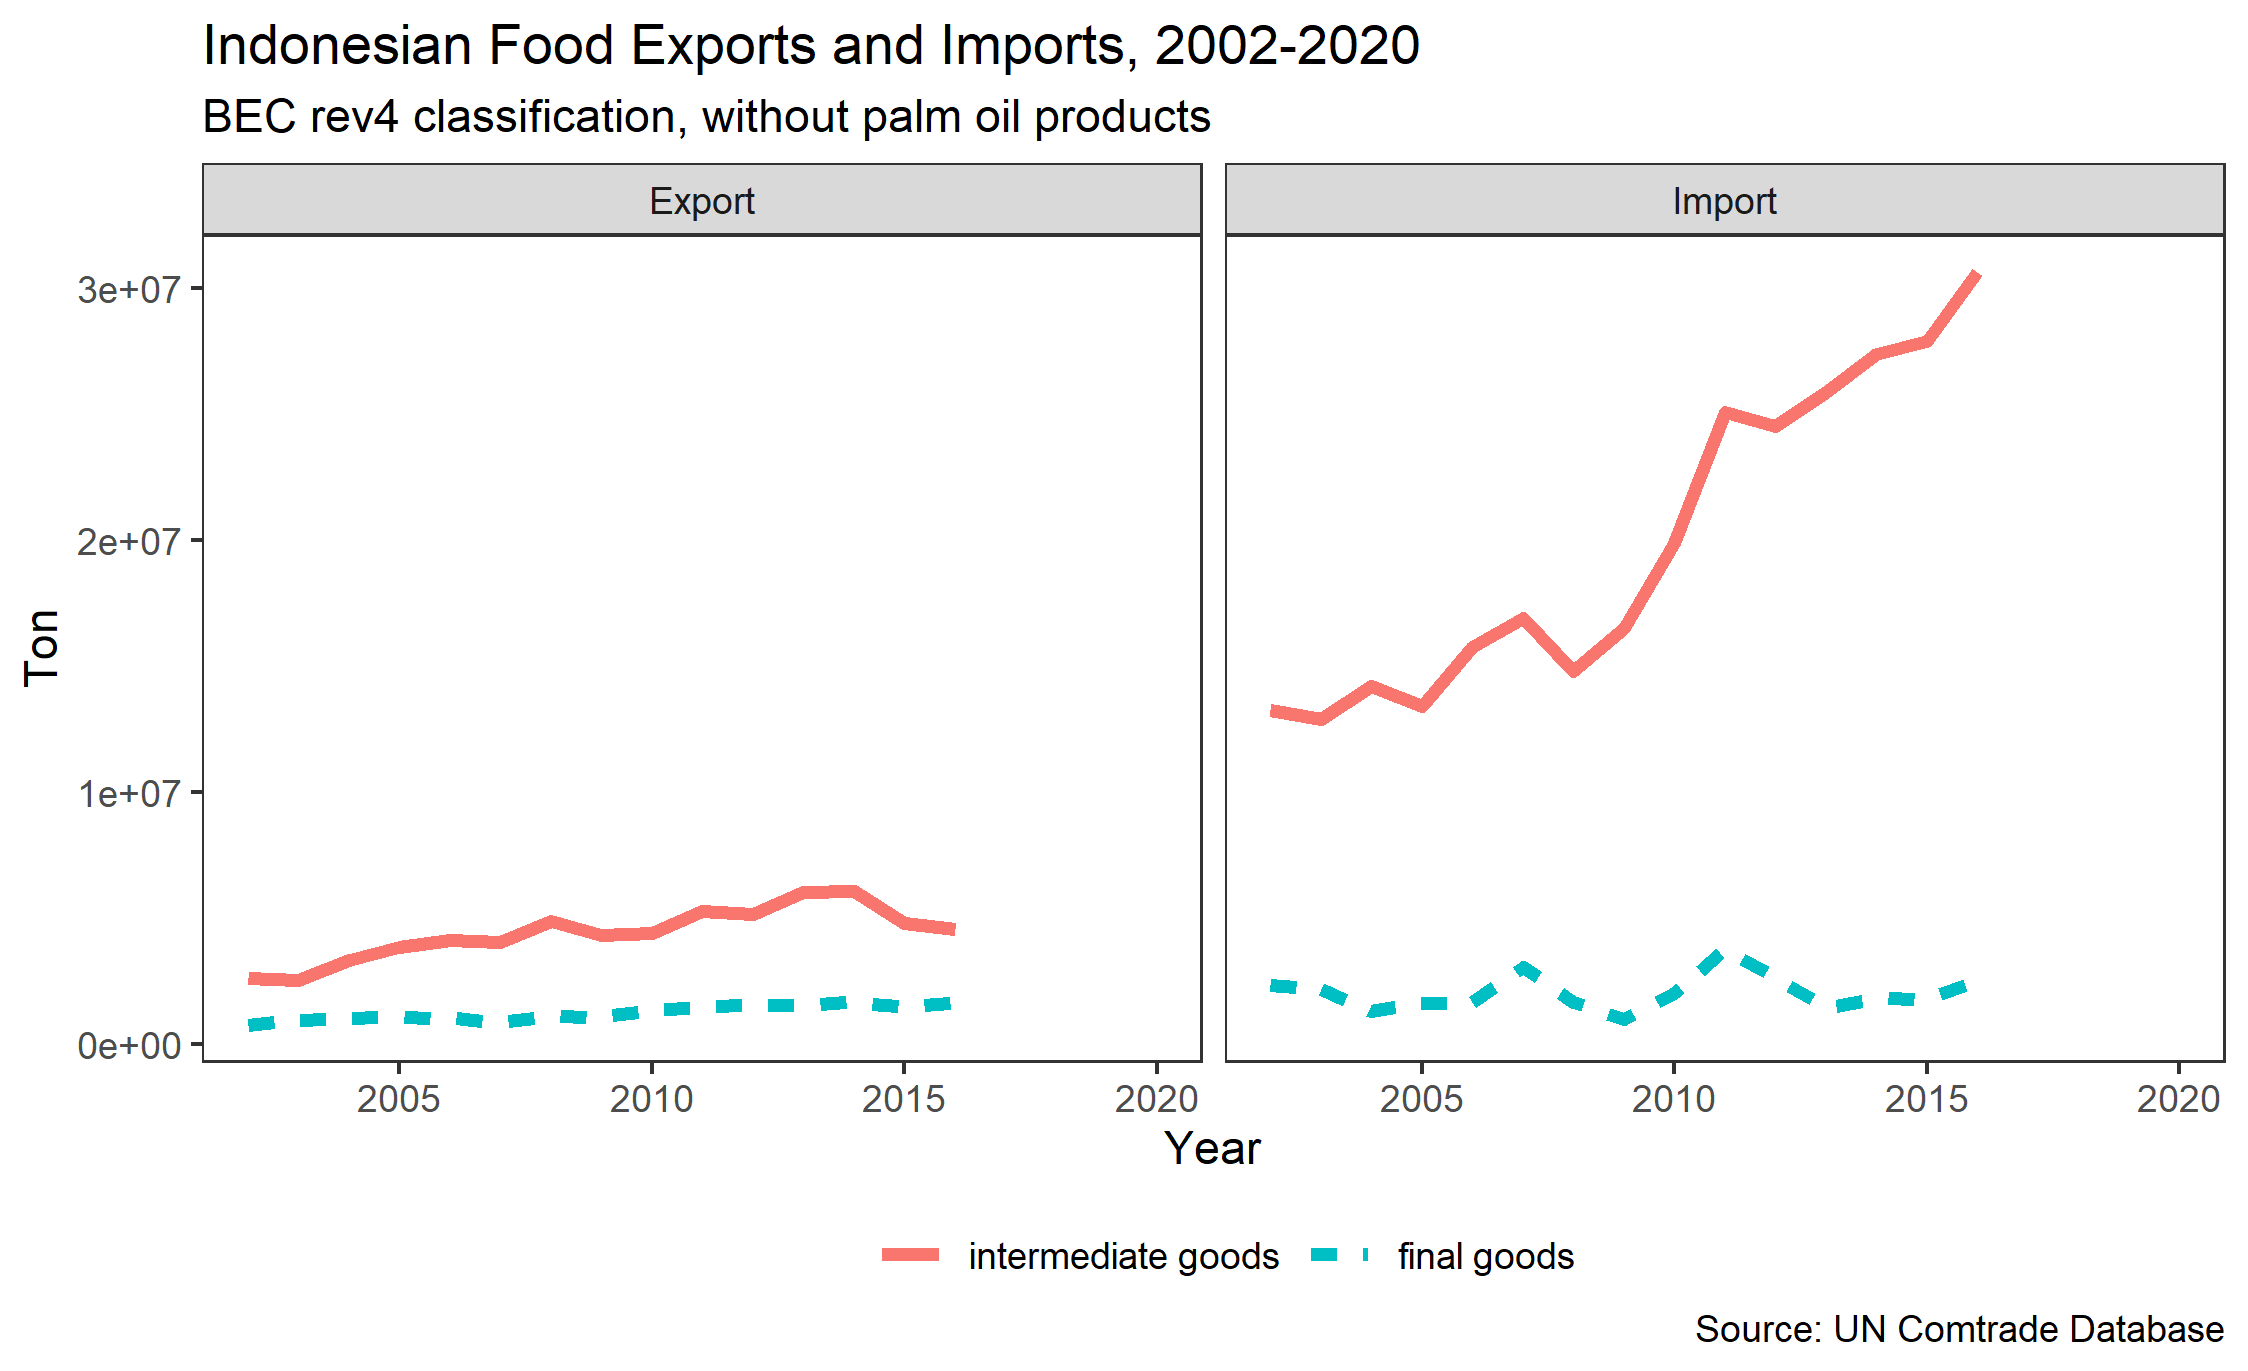 Indonesian Food Exports and Imports, 2002-2020
BEC rev4 classification, without palm oil products
Export
Import
Ton
3e+07
2e+07
1e+07
0e+00
2005 2010 2015 2020
2005 2010 2015 2020
Year
intermediate goods
final goods
Source: UN Comtrade Database